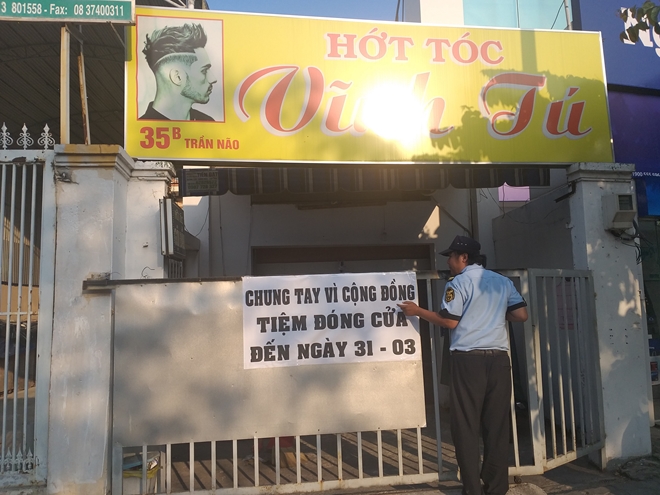 3 801558 - Fax: 08 37400311
HỚT TÓC
Vĩnh Tú
35B TRẦN NÃO
CHUNG TAY VÌ CỘNG ĐỒNG
TIỆM ĐÓNG CỬA
ĐẾN NGÀY 31 - 03